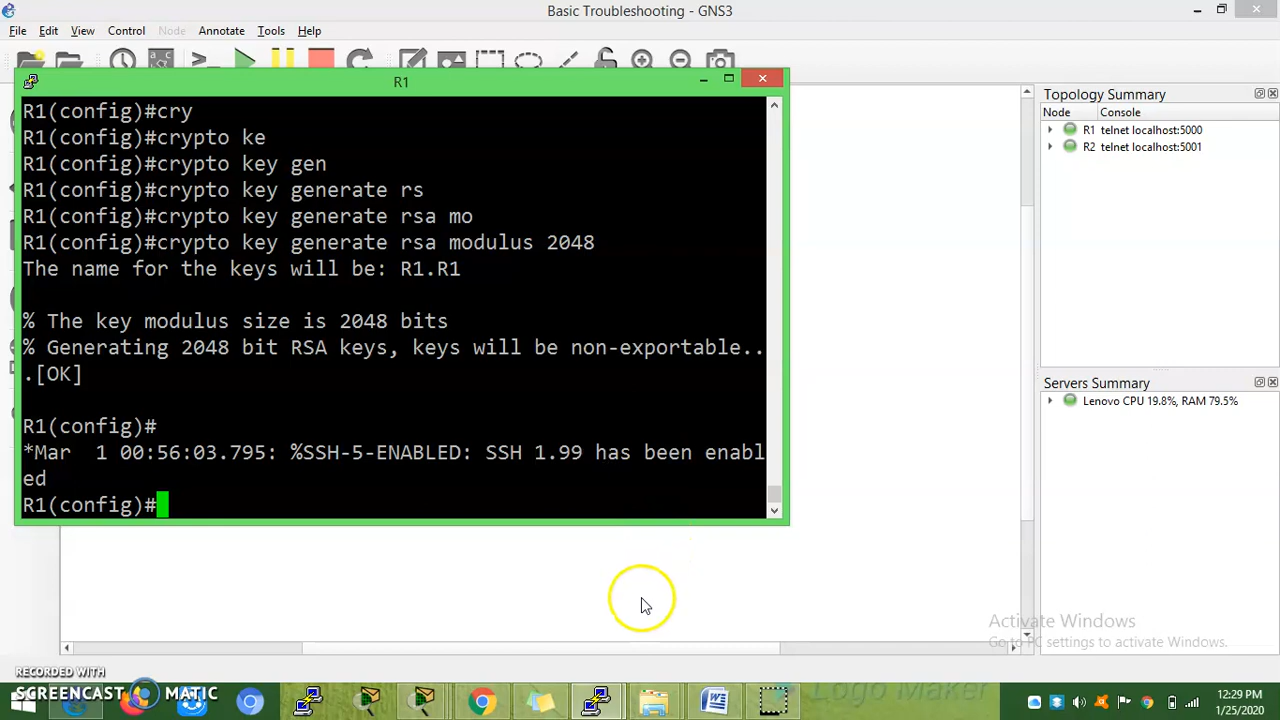 Basic Troubleshooting - GNS3
File Edit View Control Node Annotate Tools Help
R1
R1(config)#cry
R1(config)#crypto ke
R1(config)#crypto key gen
R1(config)#crypto key generate rs
R1(config)#crypto key generate rsa mo
R1(config)#crypto key generate rsa modulus 2048
The name for the keys will be: R1.R1
% The key modulus size is 2048 bits
% Generating 2048 bit RSA keys, keys will be non-exportable..
.[OK]
R1(config)#
*Mar  1 00:56:03.795: %SSH-5-ENABLED: SSH 1.99 has been enabl
ed
R1(config)#
Topology Summary
Node Console
R1 telnet localhost:5000
R2 telnet localhost:5001
Servers Summary
Lenovo CPU 19.8%, RAM 79.5%
Activate Windows
Go to PC settings to activate Windows.
RECORDED WITH
SCREENCAST MATIC
Logo Maker
12:29 PM
1/25/2020